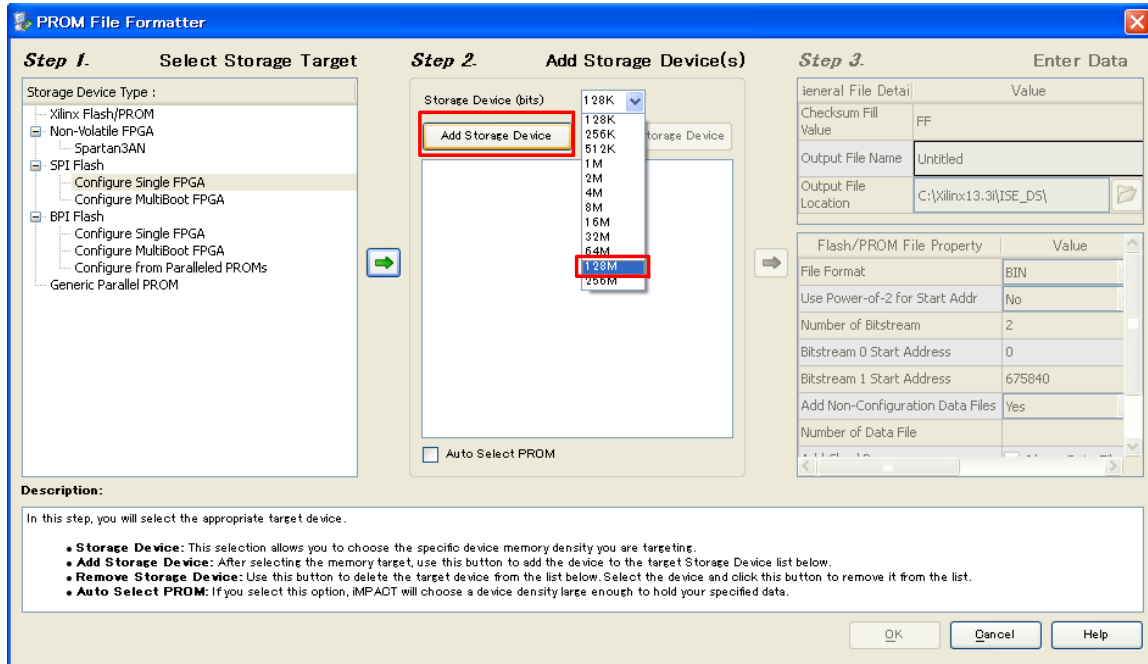 PROM File Formatter
Step 1. Select Storage Target
Storage Device Type :
Xilinx Flash/PROM
Non-Volatile FPGA
Spartan3AN
SPI Flash
Configure Single FPGA
Configure MultiBoot FPGA
BPI Flash
Configure Single FPGA
Configure MultiBoot FPGA
Configure from Paralleled PROMs
Generic Parallel PROM
Step 2. Add Storage Device(s)
Storage Device (bits) 128K
Add Storage Device
torage Device
128K
256K
512K
1M
2M
4M
8M
16M
32M
64M
128M
256M
Auto Select PROM
Step 3. Enter Data
General File Detai Value
Checksum Fill Value FF
Output File Name Untitled
Output File Location C:\Xilinx13.3i\ISE_DS\
Flash/PROM File Property Value
File Format BIN
Use Power-of-2 for Start Addr No
Number of Bitstream 2
Bitstream 0 Start Address 0
Bitstream 1 Start Address 675840
Add Non-Configuration Data Files Yes
Number of Data File
Description:
In this step, you will select the appropriate target device.
• Storage Device: This selection allows you to choose the specific device memory density you are targeting.
• Add Storage Device: After selecting the memory target, use this button to add the device to the target Storage Device list below.
• Remove Storage Device: Use this button to delete the target device from the list below. Select the device and click this button to remove it from the list.
• Auto Select PROM: If you select this option, iMPACT will choose a device density large enough to hold your specified data.
OK
Cancel
Help